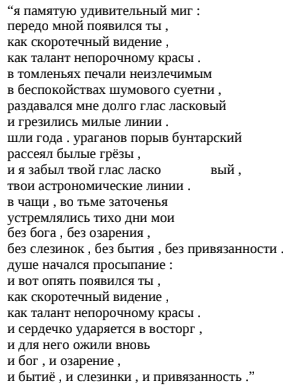 “я памятую удивительный миг :
передо мной появился ты ,
как скоротечный видение ,
как талант непорочному красы .
в томленьях печали неизлечимым
в беспокойствах шумового суетни ,
раздавался мне долго глас ласковый
и грезились милые линии .
шли года . ураганов порыв бунтарский
рассеял былые грёзы ,
и я забыл твой глас ласко вый ,
твои астрономические линии .
в чащи , во тьме заточенья
устремлялись тихо дни мои
без бога , без озарения ,
без слезинок , без бытия , без привязанности .
душе начался просыпание :
и вот опять появился ты ,
как скоротечный видение ,
как талант непорочному красы .
и сердечко ударяется в восторг ,
и для него ожили вновь
и бог , и озарение ,
и бытиё , и слезинки , и привязанность .”